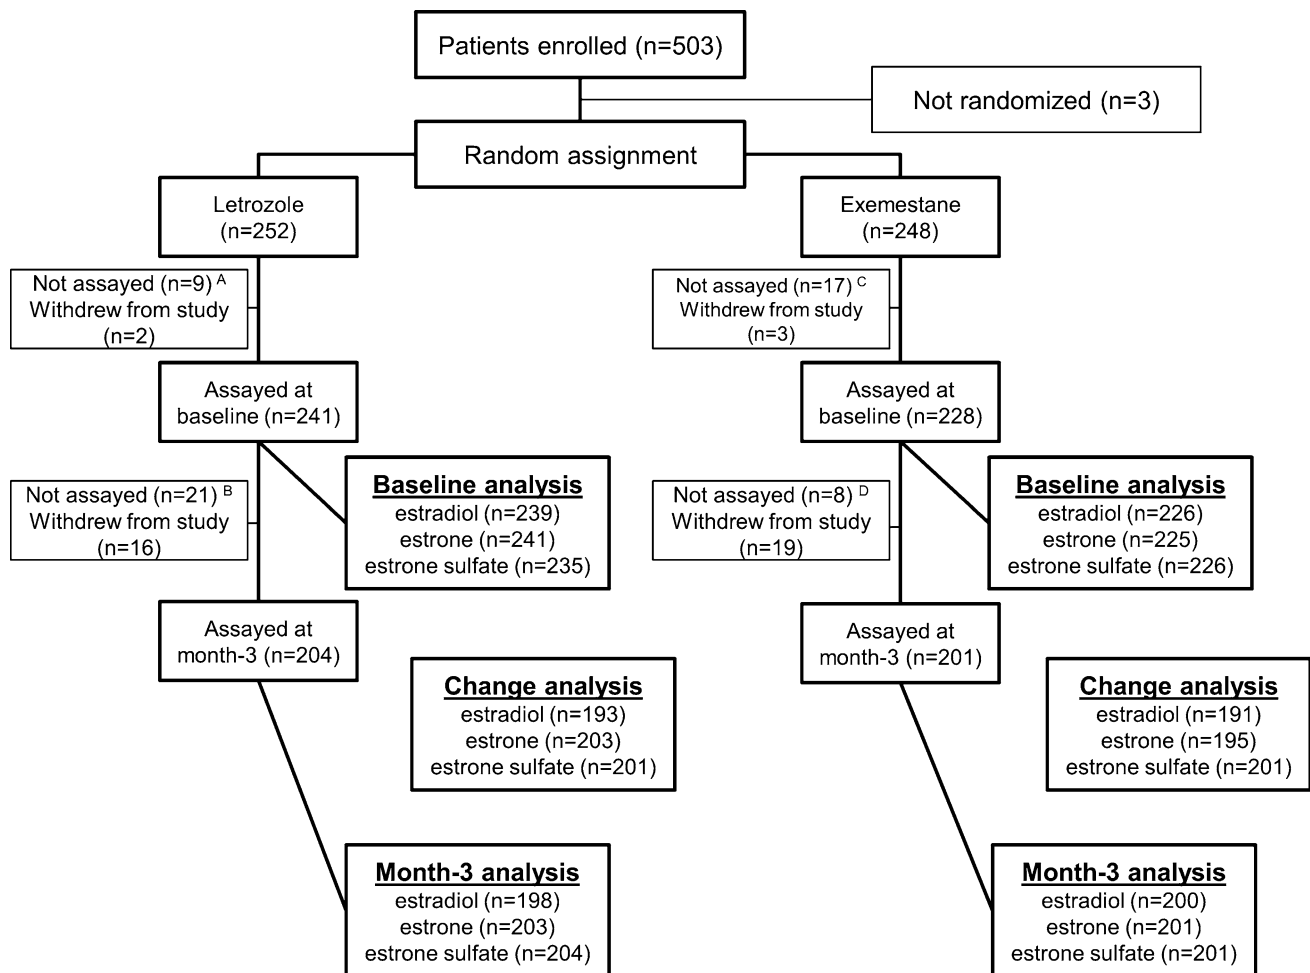 Patients enrolled (n=503)
Not randomized (n=3)
Random assignment
Letrozole
(n=252)
Exemestane
(n=248)
Not assayed (n=9) A
Withdrew from study
(n=2)
Not assayed (n=17) C
Withdrew from study
(n=3)
Assayed at
baseline (n=241)
Assayed at
baseline (n=228)
Baseline analysis
estradiol (n=239)
estrone (n=241)
estrone sulfate (n=235)
Baseline analysis
estradiol (n=226)
estrone (n=225)
estrone sulfate (n=226)
Not assayed (n=21) B
Withdrew from study
(n=16)
Not assayed (n=8) D
Withdrew from study
(n=19)
Assayed at
month-3 (n=204)
Assayed at
month-3 (n=201)
Change analysis
estradiol (n=193)
estrone (n=203)
estrone sulfate (n=201)
Change analysis
estradiol (n=191)
estrone (n=195)
estrone sulfate (n=201)
Month-3 analysis
estradiol (n=198)
estrone (n=203)
estrone sulfate (n=204)
Month-3 analysis
estradiol (n=200)
estrone (n=201)
estrone sulfate (n=201)